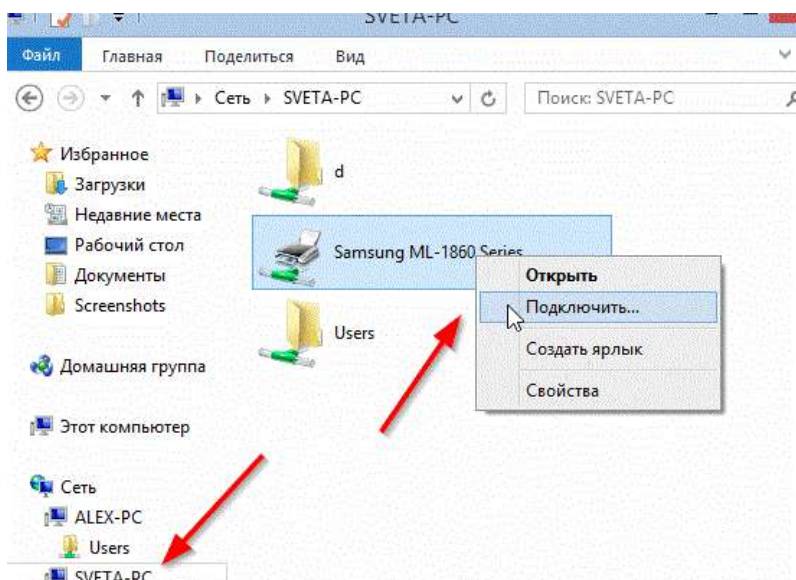 SVETA-PC
Файл Главная Поделиться Вид
Сеть SVETA-PC Поиск: SVETA-PC
Избранное
Загрузки
Недавние места
Рабочий стол
Документы
Screenshots
Домашняя группа
Этот компьютер
Сеть
ALEX-PC
Users
SVETA-PC
d
Samsung ML-1860 Series
Users
Открыть
Подключить...
Создать ярлык
Свойства